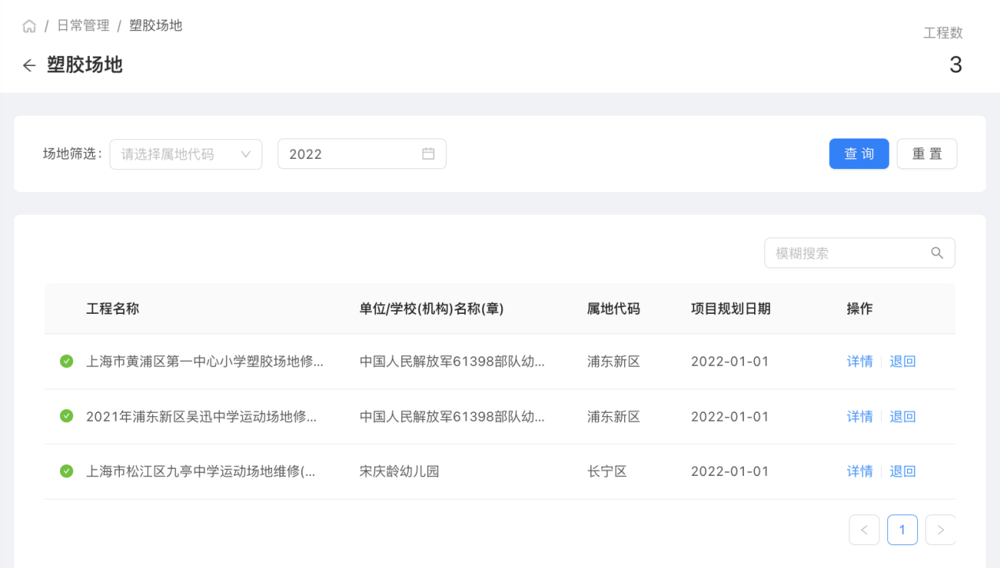 / 日常管理 / 塑胶场地
工程数
塑胶场地
3
场地筛选: 请选择属地代码 2022 查 询 重 置
模糊搜索
工程名称 单位/学校(机构)名称(章) 属地代码 项目规划日期 操作
上海市黄浦区第一中心小学塑胶场地修... 中国人民解放军61398部队幼... 浦东新区 2022-01-01 详情 退回
2021年浦东新区吴迅中学运动场地修... 中国人民解放军61398部队幼... 浦东新区 2022-01-01 详情 退回
上海市松江区九亭中学运动场地维修(... 宋庆龄幼儿园 长宁区 2022-01-01 详情 退回
< 1 >